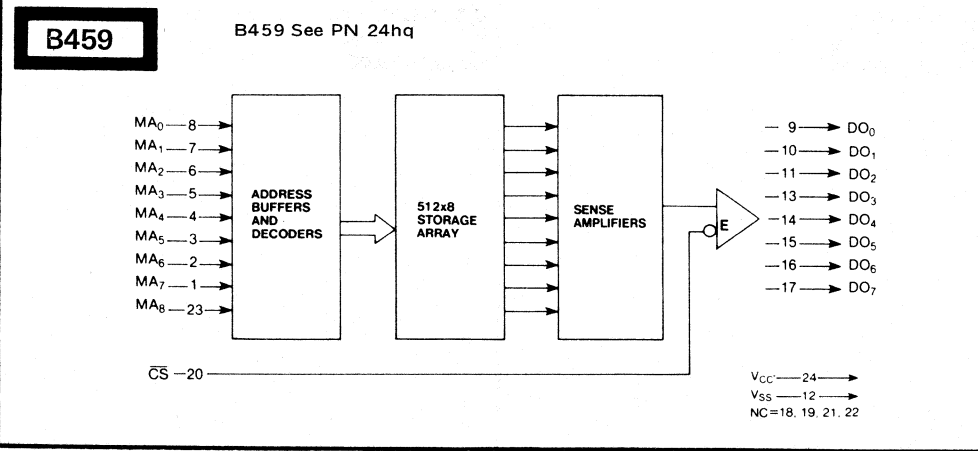 B459
B459 See PN 24hq
MA0 8
MA1 7
MA2 6
MA3 5
MA4 4
MA5 3
MA6 2
MA7 1
MA8 23
ADDRESS
BUFFERS
AND
DECODERS
512x8
STORAGE
ARRAY
SENSE
AMPLIFIERS
E
9 DO0
10 DO1
11 DO2
13 DO3
14 DO4
15 DO5
16 DO6
17 DO7
CS 20
VCC 24
VSS 12
NC=18, 19, 21, 22